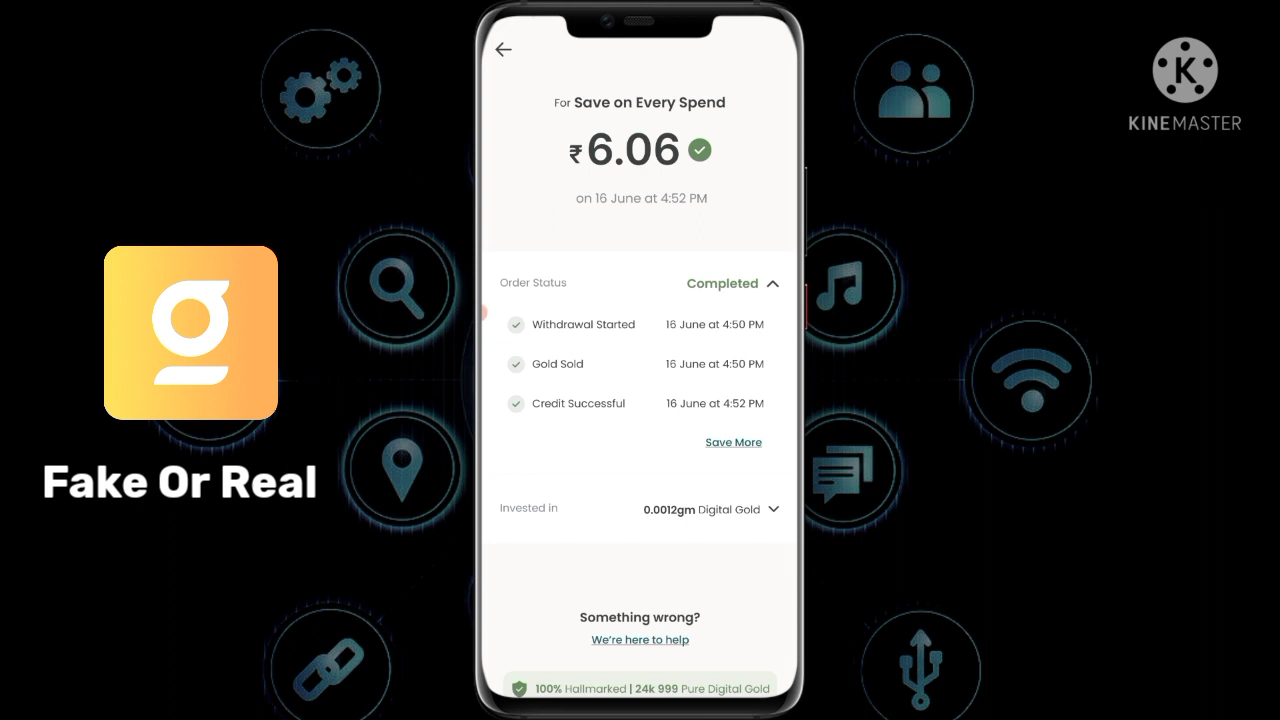 KINEMASTER
For Save on Every Spend
₹6.06
on 16 June at 4:52 PM
Order Status Completed
Withdrawal Started 16 June at 4:50 PM
Gold Sold 16 June at 4:50 PM
Credit Successful 16 June at 4:52 PM
Save More
Fake Or Real
Invested in 0.0012gm Digital Gold
Something wrong?
We're here to help
100% Hallmarked | 24k 999 Pure Digital Gold